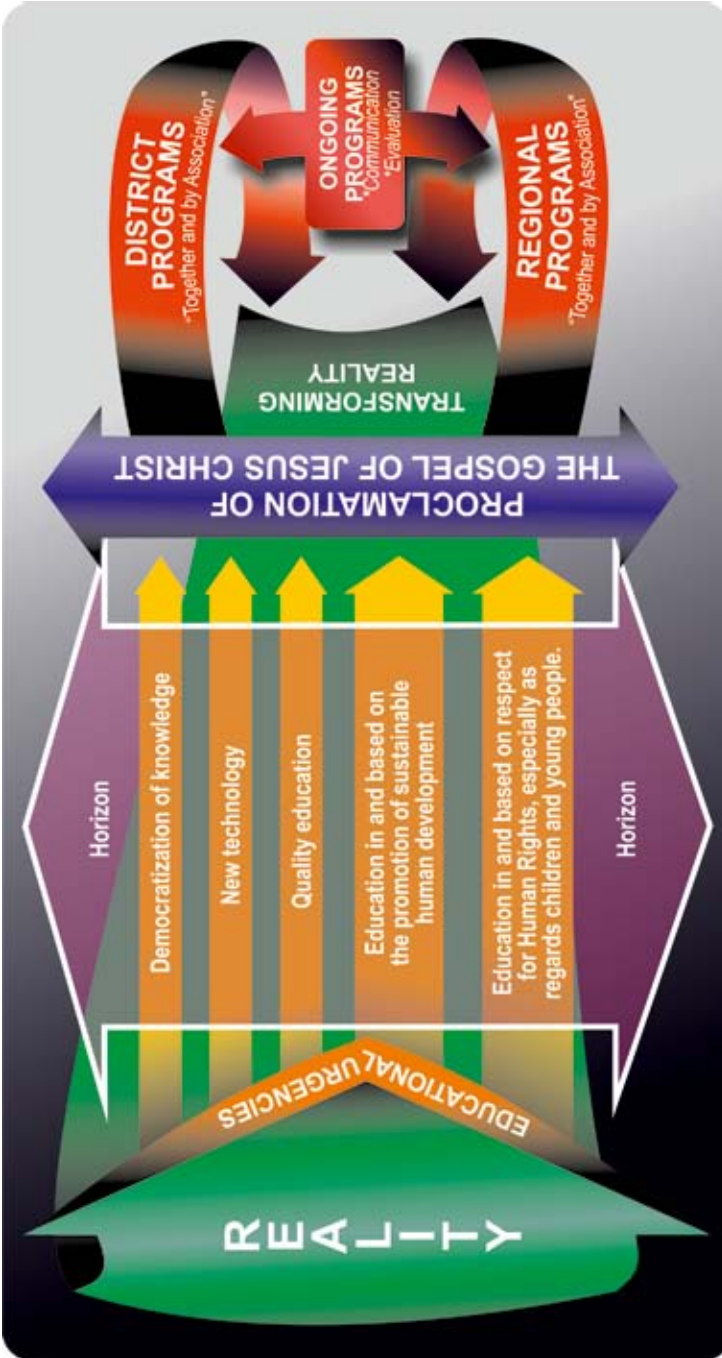 REALITY
EDUCATIONAL URGENCIES
Horizon
Democratization of knowledge
New technology
Quality education
Education in and based on
the promotion of sustainable
human development
Education in and based on respect
for Human Rights, especially as
regards children and young people.
Horizon
PROCLAMATION OF
THE GOSPEL OF JESUS CHRIST
TRANSFORMING
REALITY
DISTRICT
PROGRAMS
"Together and by Association"
ONGOING
PROGRAMS
*Communication
*Evaluation
REGIONAL
PROGRAMS
"Together and by Association"